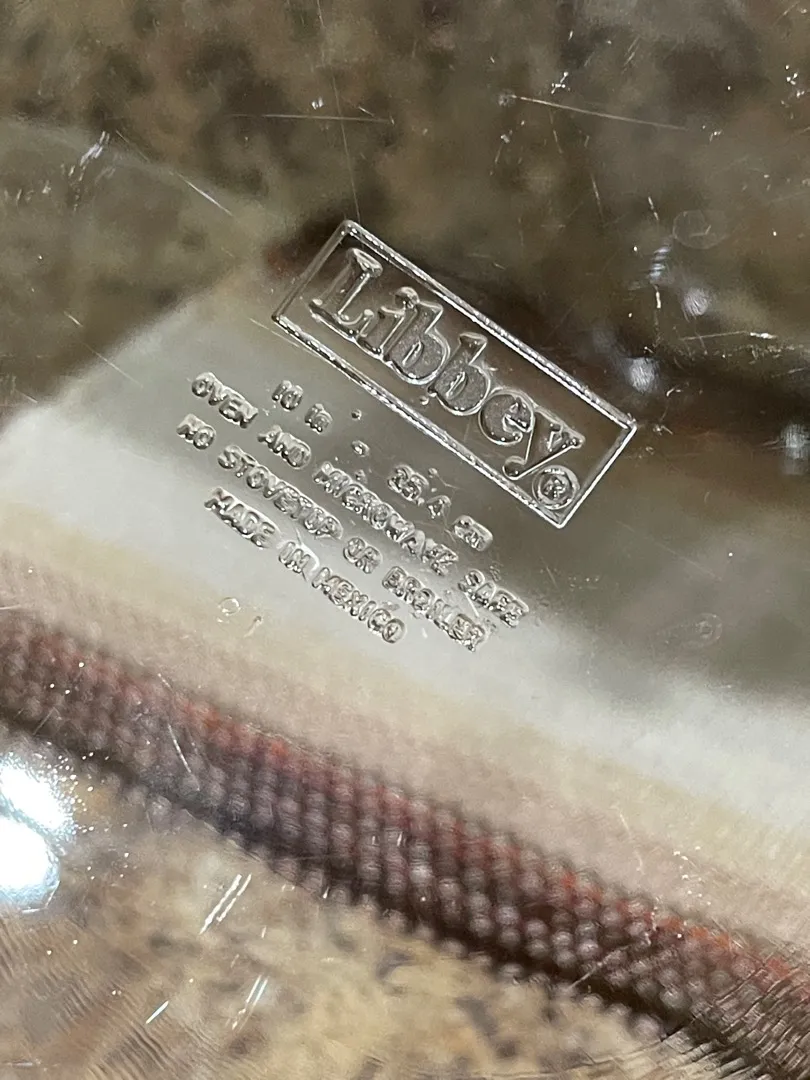 Libbey®
10 in 25.4 cm
OVEN AND MICROWAVE SAFE
NO STOVETOP OR BROILER
MADE IN MEXICO